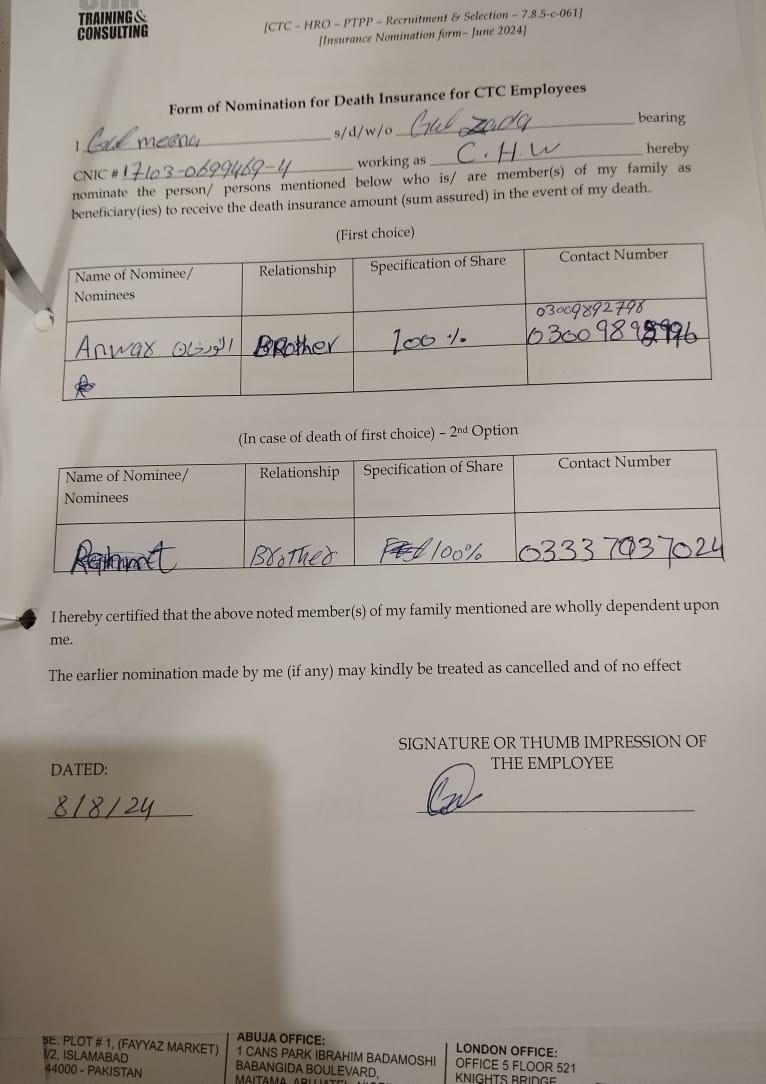 TRAINING &
CONSULTING
[CTC – HRO – PTPP – Recruitment & Selection – 7.8.5-c-061]
[Insurance Nomination form– June 2024]
Form of Nomination for Death Insurance for CTC Employees
I Gul meena s/d/w/o Gul zada bearing
CNIC # 17103-0699469-4 working as C.H.W hereby
nominate the person/ persons mentioned below who is/ are member(s) of my family as
beneficiary(ies) to receive the death insurance amount (sum assured) in the event of my death.
(First choice)
Name of Nominee/ Relationship Specification of Share Contact Number
Nominees
03009892798
Anwar BRother 100 %
(In case of death of first choice) – 2nd Option
Name of Nominee/ Relationship Specification of Share Contact Number
Nominees
Brother 100% 03337037024
I hereby certified that the above noted member(s) of my family mentioned are wholly dependent upon
me.
The earlier nomination made by me (if any) may kindly be treated as cancelled and of no effect
SIGNATURE OR THUMB IMPRESSION OF
DATED: THE EMPLOYEE
8/8/24
SE. PLOT # 1, (FAYYAZ MARKET) ABUJA OFFICE: LONDON OFFICE:
/2, ISLAMABAD 1 CANS PARK IBRAHIM BADAMOSHI OFFICE 5 FLOOR 521
44000 - PAKISTAN BABANGIDA BOULEVARD, KNIGHTS BRIDGE
MAITAMA